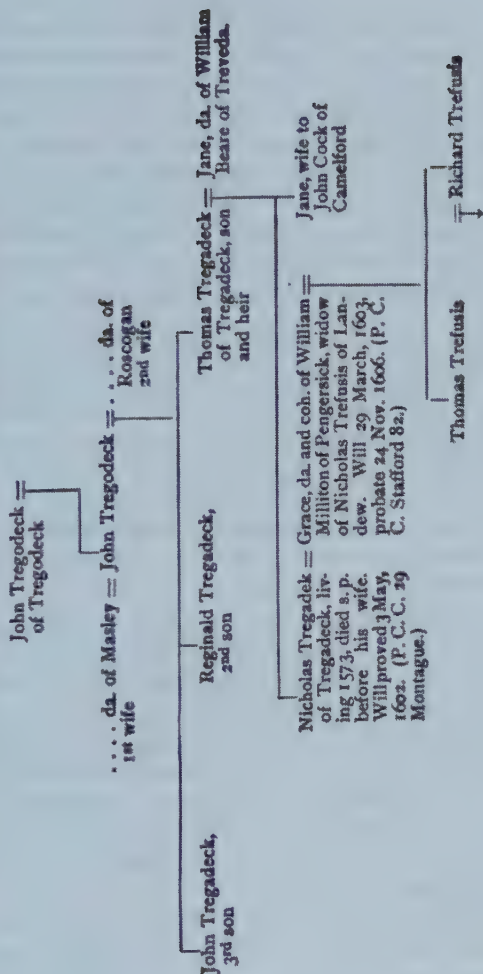 John Tregodeck =
of Tregodeck
.... da. of Masley = John Tregodeck = .... da. of
1st wife
Roscogan
2nd wife
John Tregadeck,
3rd son
Reginald Tregadeck,
2nd son
Thomas Tregadeck = Jane, da. of William
of Tregadeck, son
and heir
Beare of Treveda.
Nicholas Tregadek = Grace, da. and coh. of William =
of Tregadeck, liv-
ing 1573, died s. p.
before his wife.
Will proved 3 May,
1602. (P. C. C. 29
Montague.)
Milliton of Pengersick, widow
of Nicholas Trefusis of Lan-
dew. Will 29 March, 1603,
probate 24 Nov. 1606. (P. C.
C. Stafford 82.)
Jane, wife to
John Cock of
Camelford
Thomas Trefusis
= Richard Trefusis